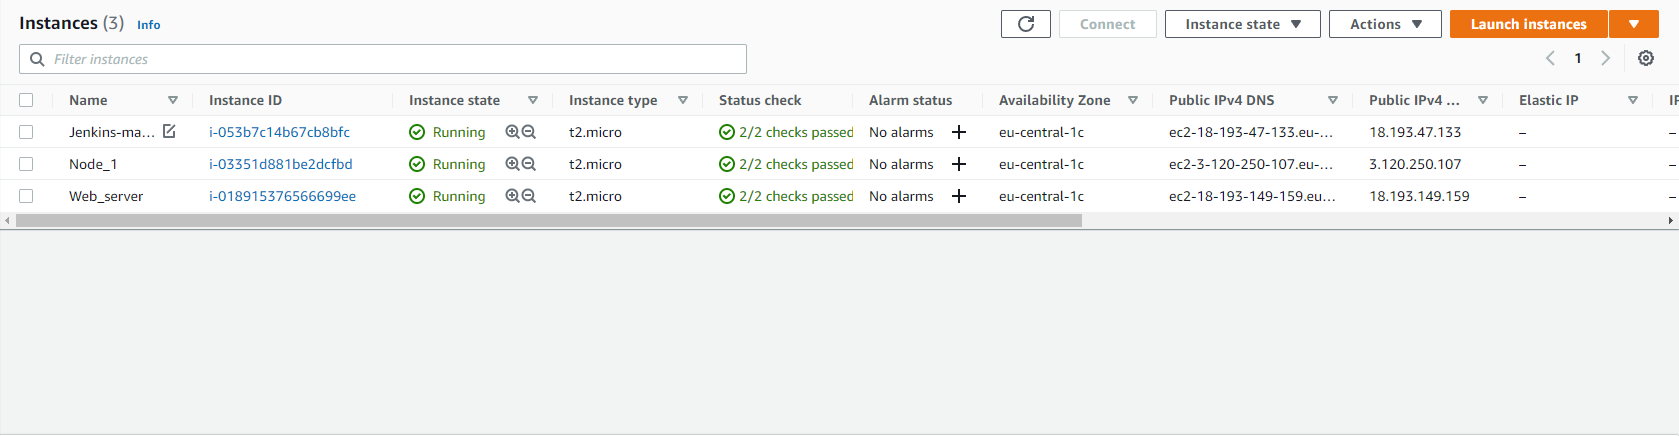 Instances (3) Info Connect Instance state Actions Launch instances
Filter instances 1
Name Instance ID Instance state Instance type Status check Alarm status Availability Zone Public IPv4 DNS Public IPv4 ... Elastic IP IP
Jenkins-ma... i-053b7c14b67cb8bfc Running t2.micro 2/2 checks passed No alarms + eu-central-1c ec2-18-193-47-133.eu-... 18.193.47.133 – –
Node_1 i-03351d881be2dcfbd Running t2.micro 2/2 checks passed No alarms + eu-central-1c ec2-3-120-250-107.eu-... 3.120.250.107 – –
Web_server i-018915376566699ee Running t2.micro 2/2 checks passed No alarms + eu-central-1c ec2-18-193-149-159.eu... 18.193.149.159 – –